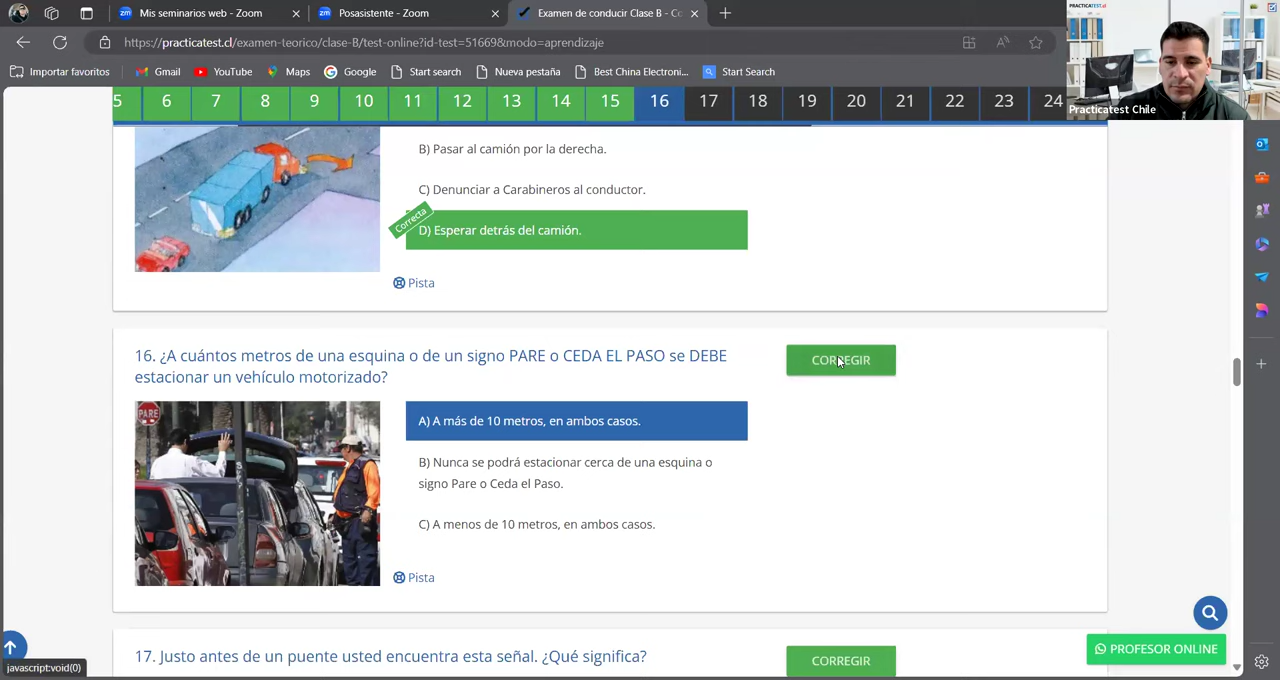 Mis seminarios web - Zoom
Posasistente - Zoom
Examen de conducir Clase B - Co
PRACTICATEST.cl
https://practicatest.cl/examen-teorico/clase-B/test-online?id-test=51669&modo=aprendizaje
Importar favoritos
Gmail
YouTube
Maps
Google
Start search
Nueva pestaña
Best China Electroni...
Start Search
Practicatest Chile
5 6 7 8 9 10 11 12 13 14 15 16 17 18 19 20 21 22 23 24
B) Pasar al camión por la derecha.
C) Denunciar a Carabineros al conductor.
Correcta
D) Esperar detrás del camión.
Pista
16. ¿A cuántos metros de una esquina o de un signo PARE o CEDA EL PASO se DEBE
estacionar un vehículo motorizado?
CORREGIR
PARE
A) A más de 10 metros, en ambos casos.
B) Nunca se podrá estacionar cerca de una esquina o
signo Pare o Ceda el Paso.
C) A menos de 10 metros, en ambos casos.
Pista
17. Justo antes de un puente usted encuentra esta señal. ¿Qué significa?
CORREGIR
PROFESOR ONLINE
javascript:void(0)